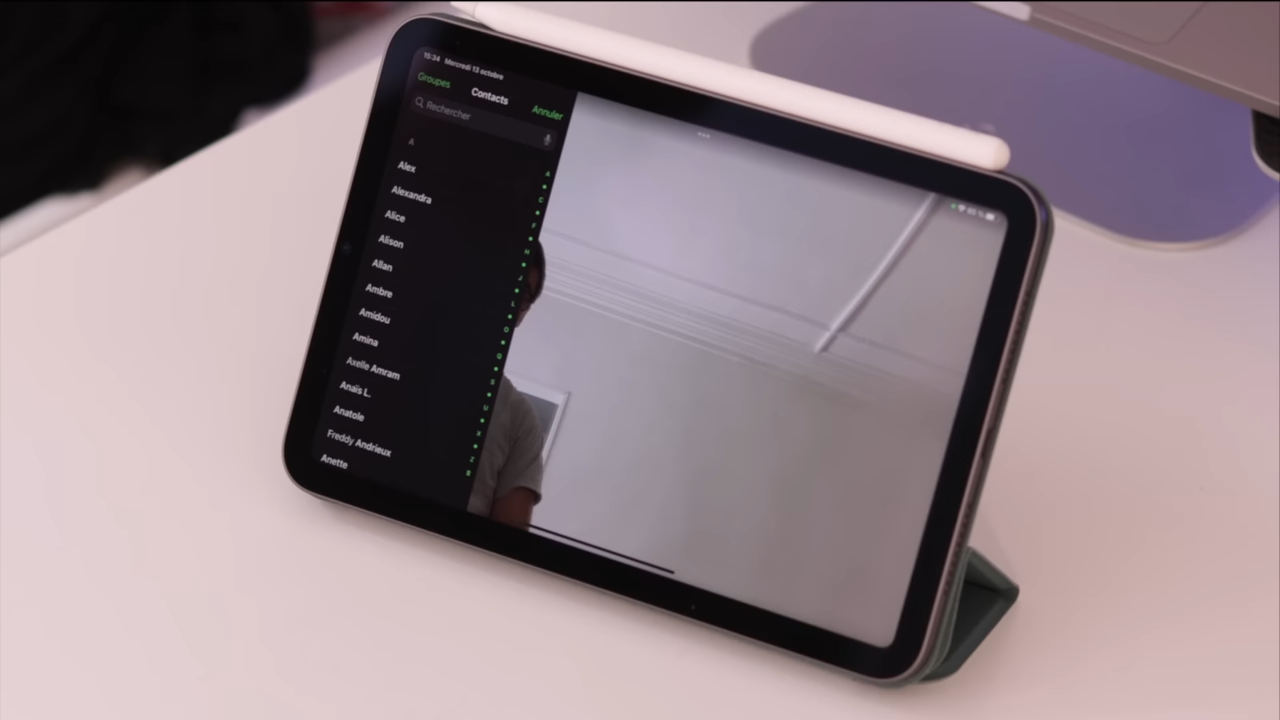 15:34 Mercredi 13 octobre
Groupes Contacts Annuler
Rechercher
A
Alex
Alexandra
Alice
Alison
Allan
Ambre
Amidou
Amina
Axelle Amram
Anaïs L.
Anatole
Freddy Andrieux
Anette
A
C
F
H
J
L
O
Q
S
U
X
Z
#